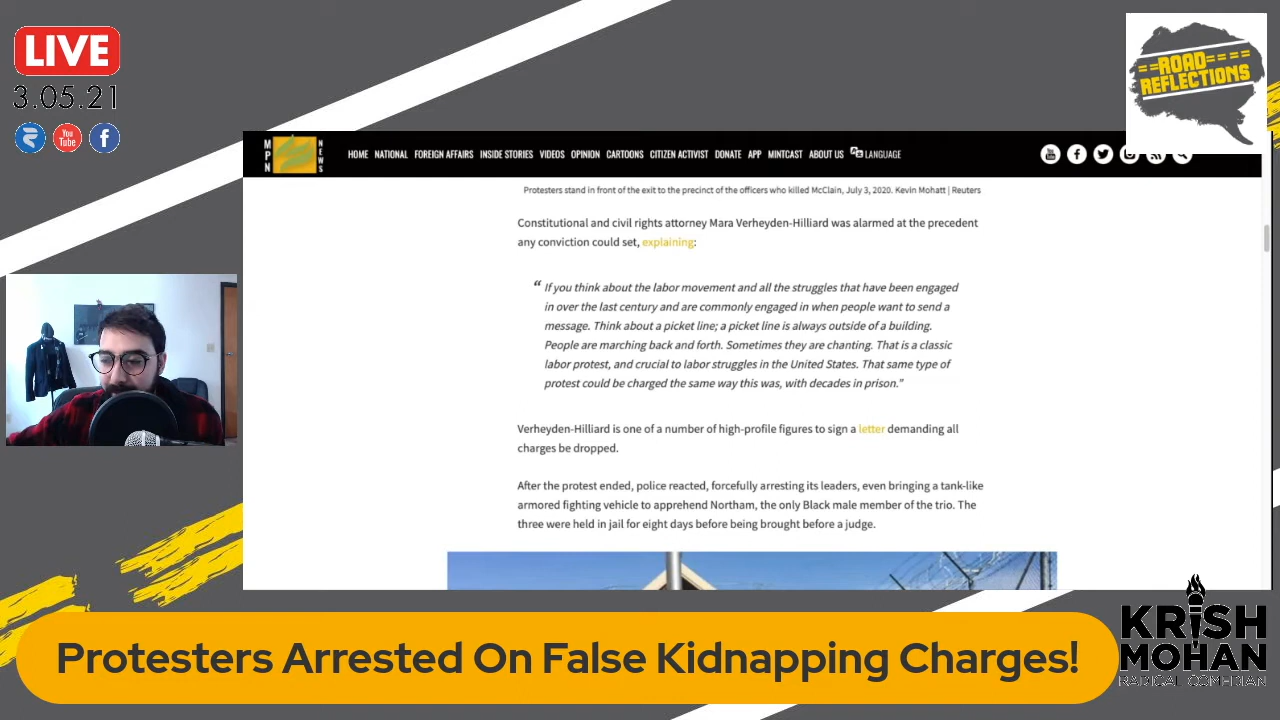 LIVE
3.05.21
You
Tube
ROAD
REFLECTIONS
MPN
NEWS
HOME NATIONAL FOREIGN AFFAIRS INSIDE STORIES VIDEOS OPINION CARTOONS CITIZEN ACTIVIST DONATE APP MINTCAST ABOUT US LANGUAGE
Protesters stand in front of the exit to the precinct of the officers who killed McClain, July 3, 2020. Kevin Mohatt | Reuters
Constitutional and civil rights attorney Mara Verheyden-Hilliard was alarmed at the precedent
any conviction could set, explaining:
“ If you think about the labor movement and all the struggles that have been engaged
in over the last century and are commonly engaged in when people want to send a
message. Think about a picket line; a picket line is always outside of a building.
People are marching back and forth. Sometimes they are chanting. That is a classic
labor protest, and crucial to labor struggles in the United States. That same type of
protest could be charged the same way this was, with decades in prison.”
Verheyden-Hilliard is one of a number of high-profile figures to sign a letter demanding all
charges be dropped.
After the protest ended, police reacted, forcefully arresting its leaders, even bringing a tank-like
armored fighting vehicle to apprehend Northam, the only Black male member of the trio. The
three were held in jail for eight days before being brought before a judge.
Protesters Arrested On False Kidnapping Charges!
KRISH
MOHAN
RADICAL COMEDIAN